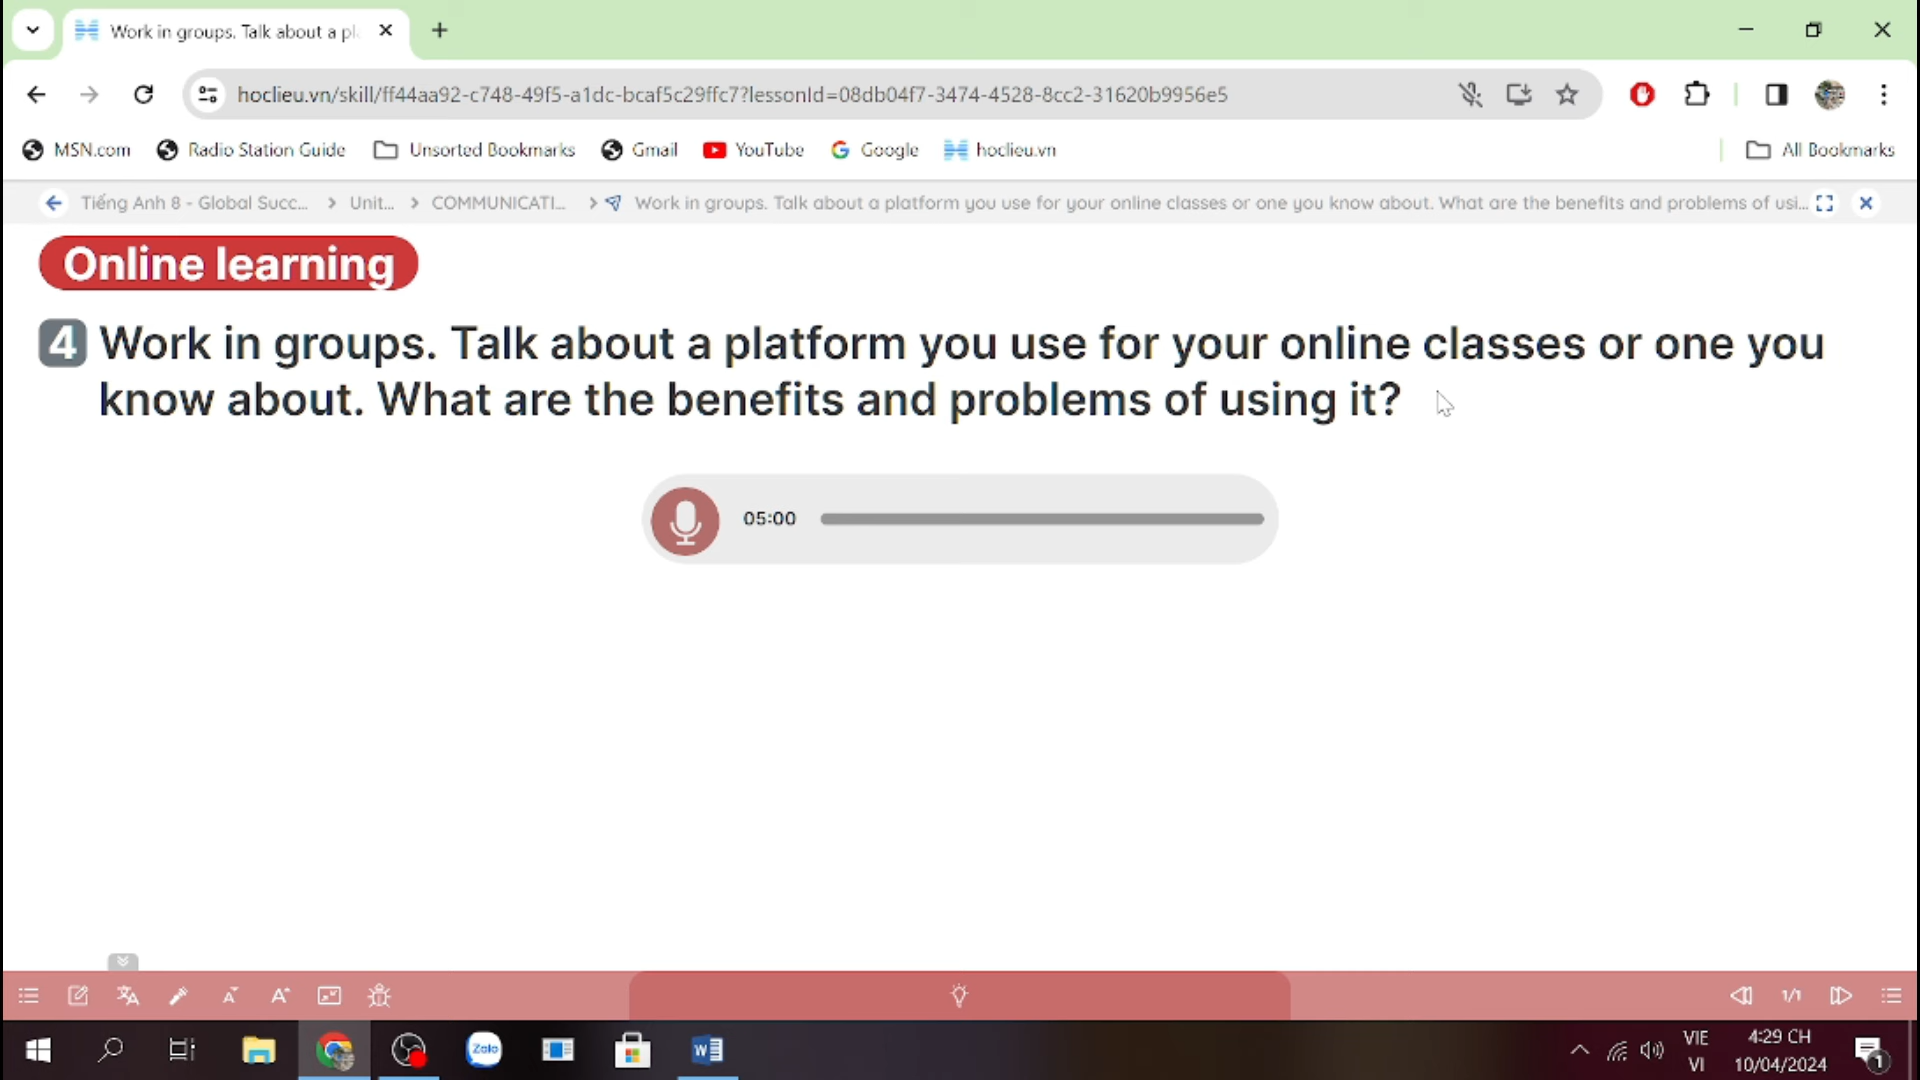 Work in groups. Talk about a pl
hoclieu.vn/skill/ff44aa92-c748-49f5-a1dc-bcaf5c29ffc7?lessonId=08db04f7-3474-4528-8cc2-31620b9956e5
MSN.com Radio Station Guide Unsorted Bookmarks Gmail YouTube Google hoclieu.vn All Bookmarks
Tiếng Anh 8 - Global Succ... > Unit... > COMMUNICATI... > Work in groups. Talk about a platform you use for your online classes or one you know about. What are the benefits and problems of usi...
Online learning
4 Work in groups. Talk about a platform you use for your online classes or one you
know about. What are the benefits and problems of using it?
05:00
1/1
Zalo
VIE
VI
4:29 CH
10/04/2024
1